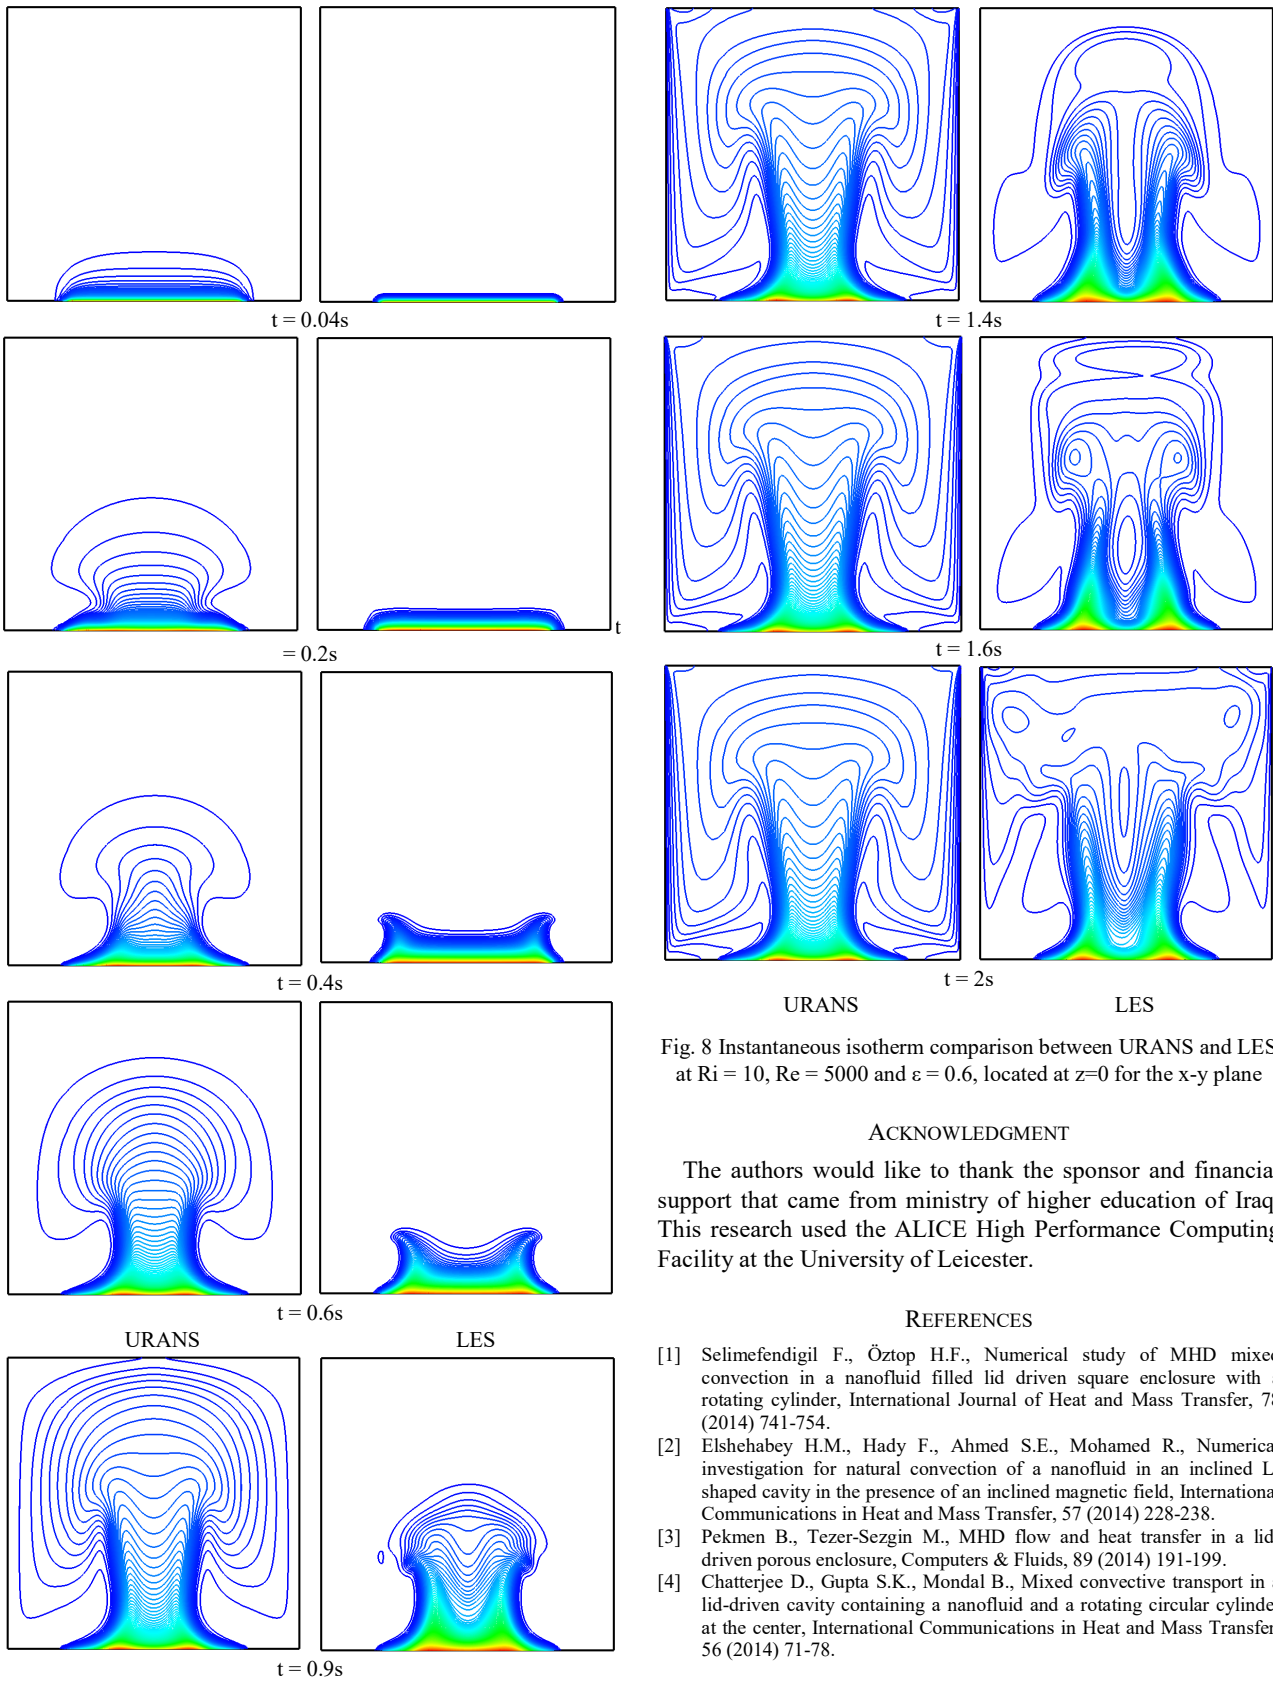 t = 0.04s
t
= 0.2s
t = 0.4s
t = 0.6s
URANS LES
t = 0.9s
t = 1.4s
t = 1.6s
t = 2s
URANS LES
Fig. 8 Instantaneous isotherm comparison between URANS and LES
at Ri = 10, Re = 5000 and ε = 0.6, located at z=0 for the x-y plane
ACKNOWLEDGMENT
The authors would like to thank the sponsor and financia
support that came from ministry of higher education of Iraq
This research used the ALICE High Performance Computing
Facility at the University of Leicester.
REFERENCES
[1] Selimefendigil F., Öztop H.F., Numerical study of MHD mixed
convection in a nanofluid filled lid driven square enclosure with a
rotating cylinder, International Journal of Heat and Mass Transfer, 78
(2014) 741-754.
[2] Elshehabey H.M., Hady F., Ahmed S.E., Mohamed R., Numerica
investigation for natural convection of a nanofluid in an inclined L
shaped cavity in the presence of an inclined magnetic field, Internationa
Communications in Heat and Mass Transfer, 57 (2014) 228-238.
[3] Pekmen B., Tezer-Sezgin M., MHD flow and heat transfer in a lid
driven porous enclosure, Computers & Fluids, 89 (2014) 191-199.
[4] Chatterjee D., Gupta S.K., Mondal B., Mixed convective transport in a
lid-driven cavity containing a nanofluid and a rotating circular cylinde
at the center, International Communications in Heat and Mass Transfer
56 (2014) 71-78.